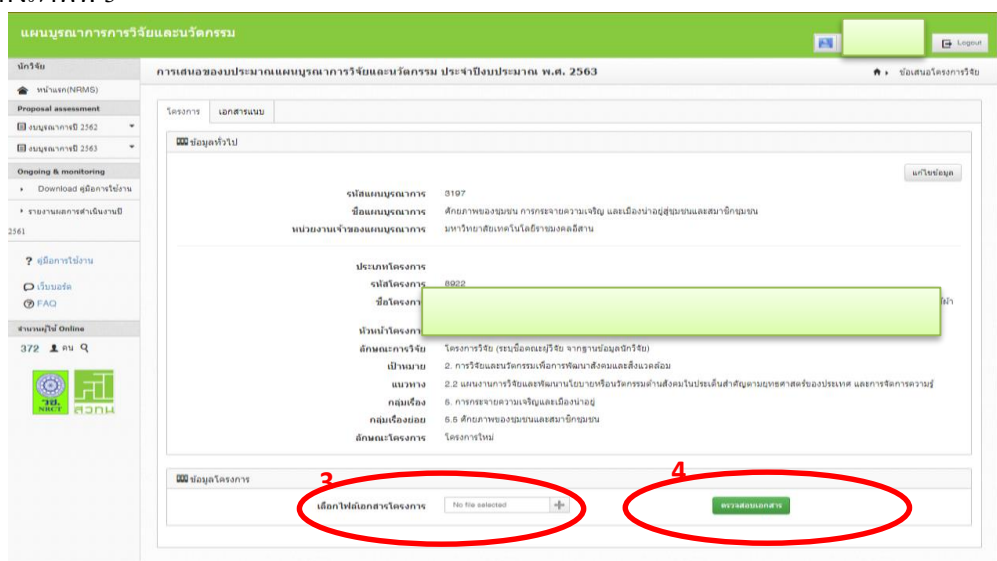 แผนบูรณาการการวิจัยและนวัตกรรม
Logout
นักวิจัย
การเสนอของบประมาณแผนบูรณาการวิจัยและนวัตกรรม ประจำปีงบประมาณ พ.ศ. 2563
ข้อเสนอโครงการวิจัย
หน้าแรก(NRMS)
Proposal assessment
โครงการ เอกสารแนบ
งบบูรณาการปี 2562
ข้อมูลทั่วไป
งบบูรณาการปี 2563
Ongoing & monitoring
แก้ไขข้อมูล
Download คู่มือการใช้งาน
รหัสแผนบูรณาการ 3197
รายงานผลการดำเนินงานปี
2561
ชื่อแผนบูรณาการ ศักยภาพของชุมชน การกระจายความเจริญ และเมืองน่าอยู่สู่ชุมชนและสมาชิกชุมชน
หน่วยงานเจ้าของแผนบูรณาการ มหาวิทยาลัยเทคโนโลยีราชมงคลอีสาน
? คู่มือการใช้งาน
ประเภทโครงการ
เว็บบอร์ด
รหัสโครงการ 8922
FAQ
ชื่อโครงกา
จำนวนผู้ใช้ Online
หัวหน้าโครงกา
372 คน
ลักษณะการวิจัย โครงการวิจัย (ระบุชื่อคณะผู้วิจัย จากฐานข้อมูลนักวิจัย)
เป้าหมาย 2. การวิจัยและนวัตกรรมเพื่อการพัฒนาสังคมและสิ่งแวดล้อม
แนวทาง 2.2 แผนงานการวิจัยและพัฒนานโยบายหรือนวัตกรรมด้านสังคมในประเด็นสำคัญตามยุทธศาสตร์ของประเทศ และการจัดการความรู้
วช.
NRCT
สวทน
กลุ่มเรื่อง 5. การกระจายความเจริญและเมืองน่าอยู่
กลุ่มเรื่องย่อย 5.5 ศักยภาพของชุมชนและสมาชิกชุมชน
ลักษณะโครงการ โครงการใหม่
ข้อมูลโครงการ
3
4
เลือกไฟล์เอกสารโครงการ No file selected
ตรวจสอบเอกสาร